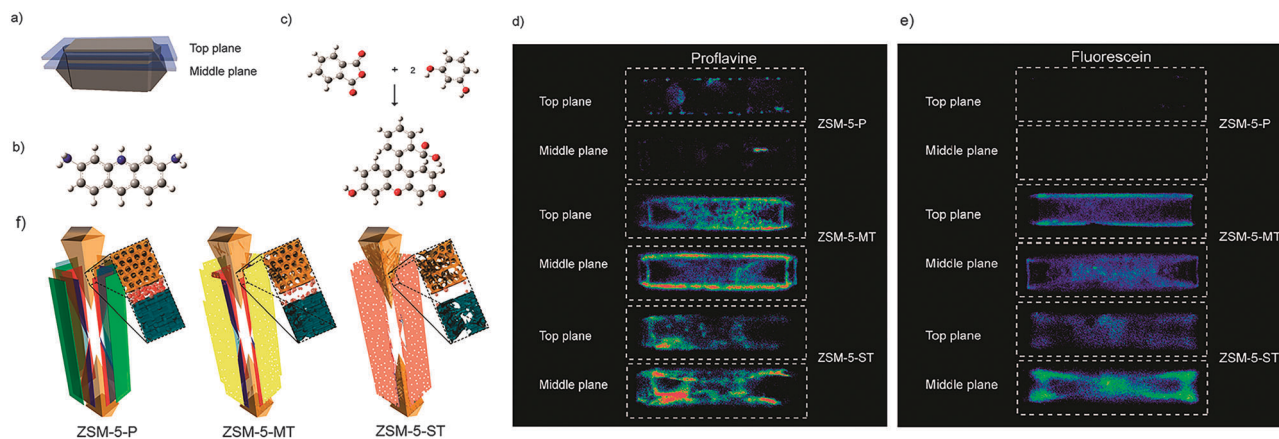 a)
Top plane
Middle plane
b)
c)
+ 2
d)
Proflavine
Top plane
ZSM-5-P
Middle plane
Top plane
ZSM-5-MT
Middle plane
Top plane
ZSM-5-ST
Middle plane
e)
Fluorescein
Top plane
ZSM-5-P
Middle plane
Top plane
ZSM-5-MT
Middle plane
Top plane
ZSM-5-ST
Middle plane
f)
ZSM-5-P
ZSM-5-MT
ZSM-5-ST